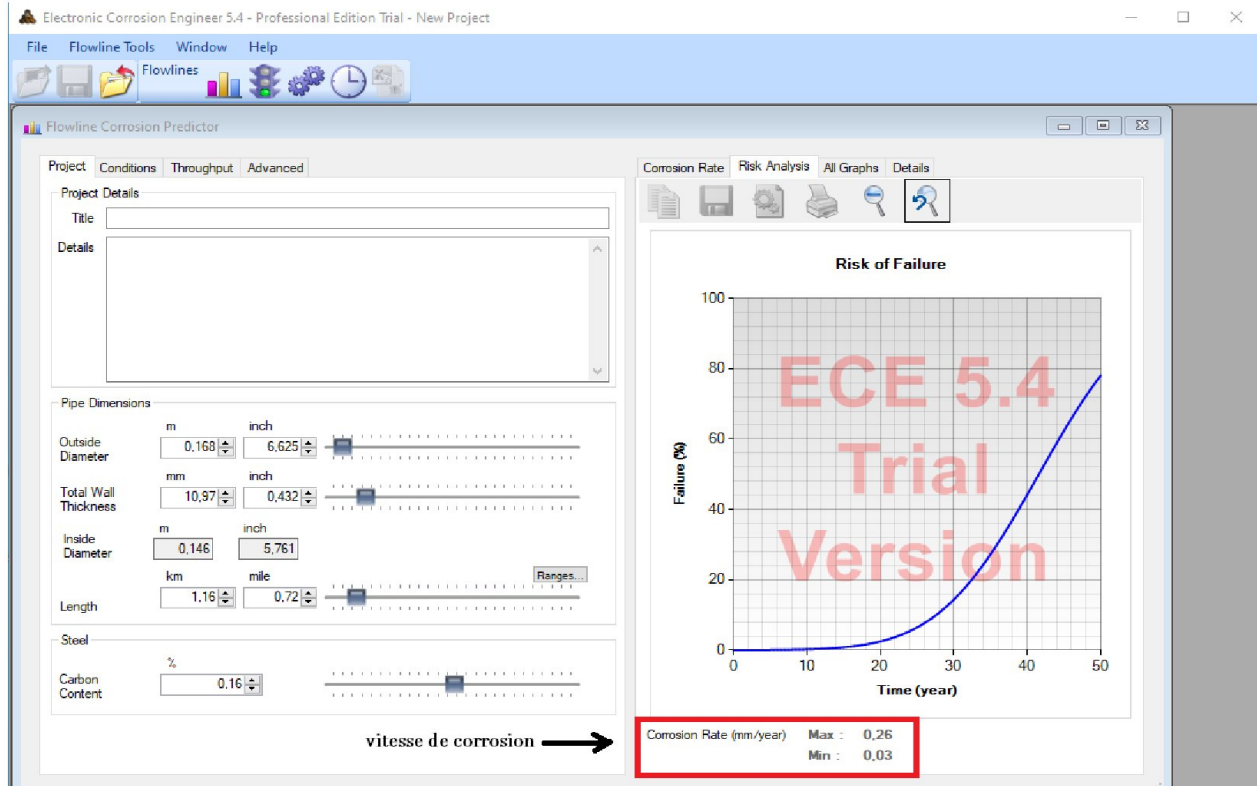 Electronic Corrosion Engineer 5.4 - Professional Edition Trial - New Project
File Flowline Tools Window Help
Flowlines
Flowline Corrosion Predictor
Project Conditions Throughput Advanced
Project Details
Title
Details
Pipe Dimensions
m inch
Outside Diameter 0,168 6,625
mm inch
Total Wall Thickness 10,97 0,432
m inch
Inside Diameter 0,146 5,761
km mile Ranges...
Length 1,16 0,72
Steel
%
Carbon Content 0,16
vitesse de corrosion
Corrosion Rate Risk Analysis All Graphs Details
Risk of Failure
ECE 5.4
Trial
Version
Failure (%)
100
80
60
40
20
0
0 10 20 30 40 50
Time (year)
Corrosion Rate (mm/year) Max : 0,26
Min : 0,03